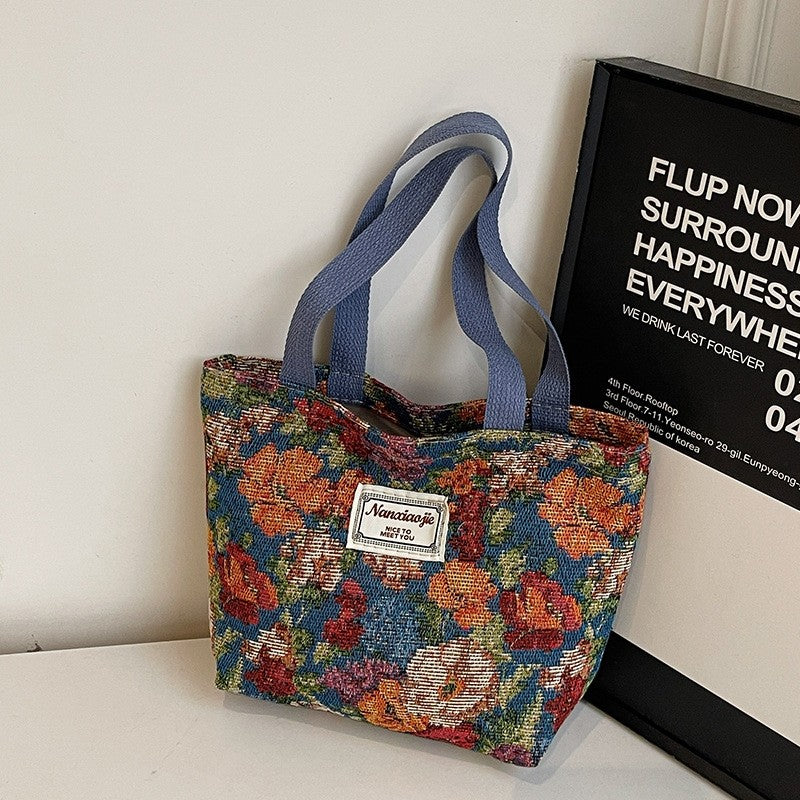 Nanxiaojie
NICE TO
MEET YOU
FLUP NOW
SURROUN
HAPPINESS
EVERYWHE
WE DRINK LAST FOREVER
02
04
4th Floor.Rooftop
3rd Floor.7-11.Yeonseo-ro 29-gil.Eunpyeong-
Seoul Republic of korea